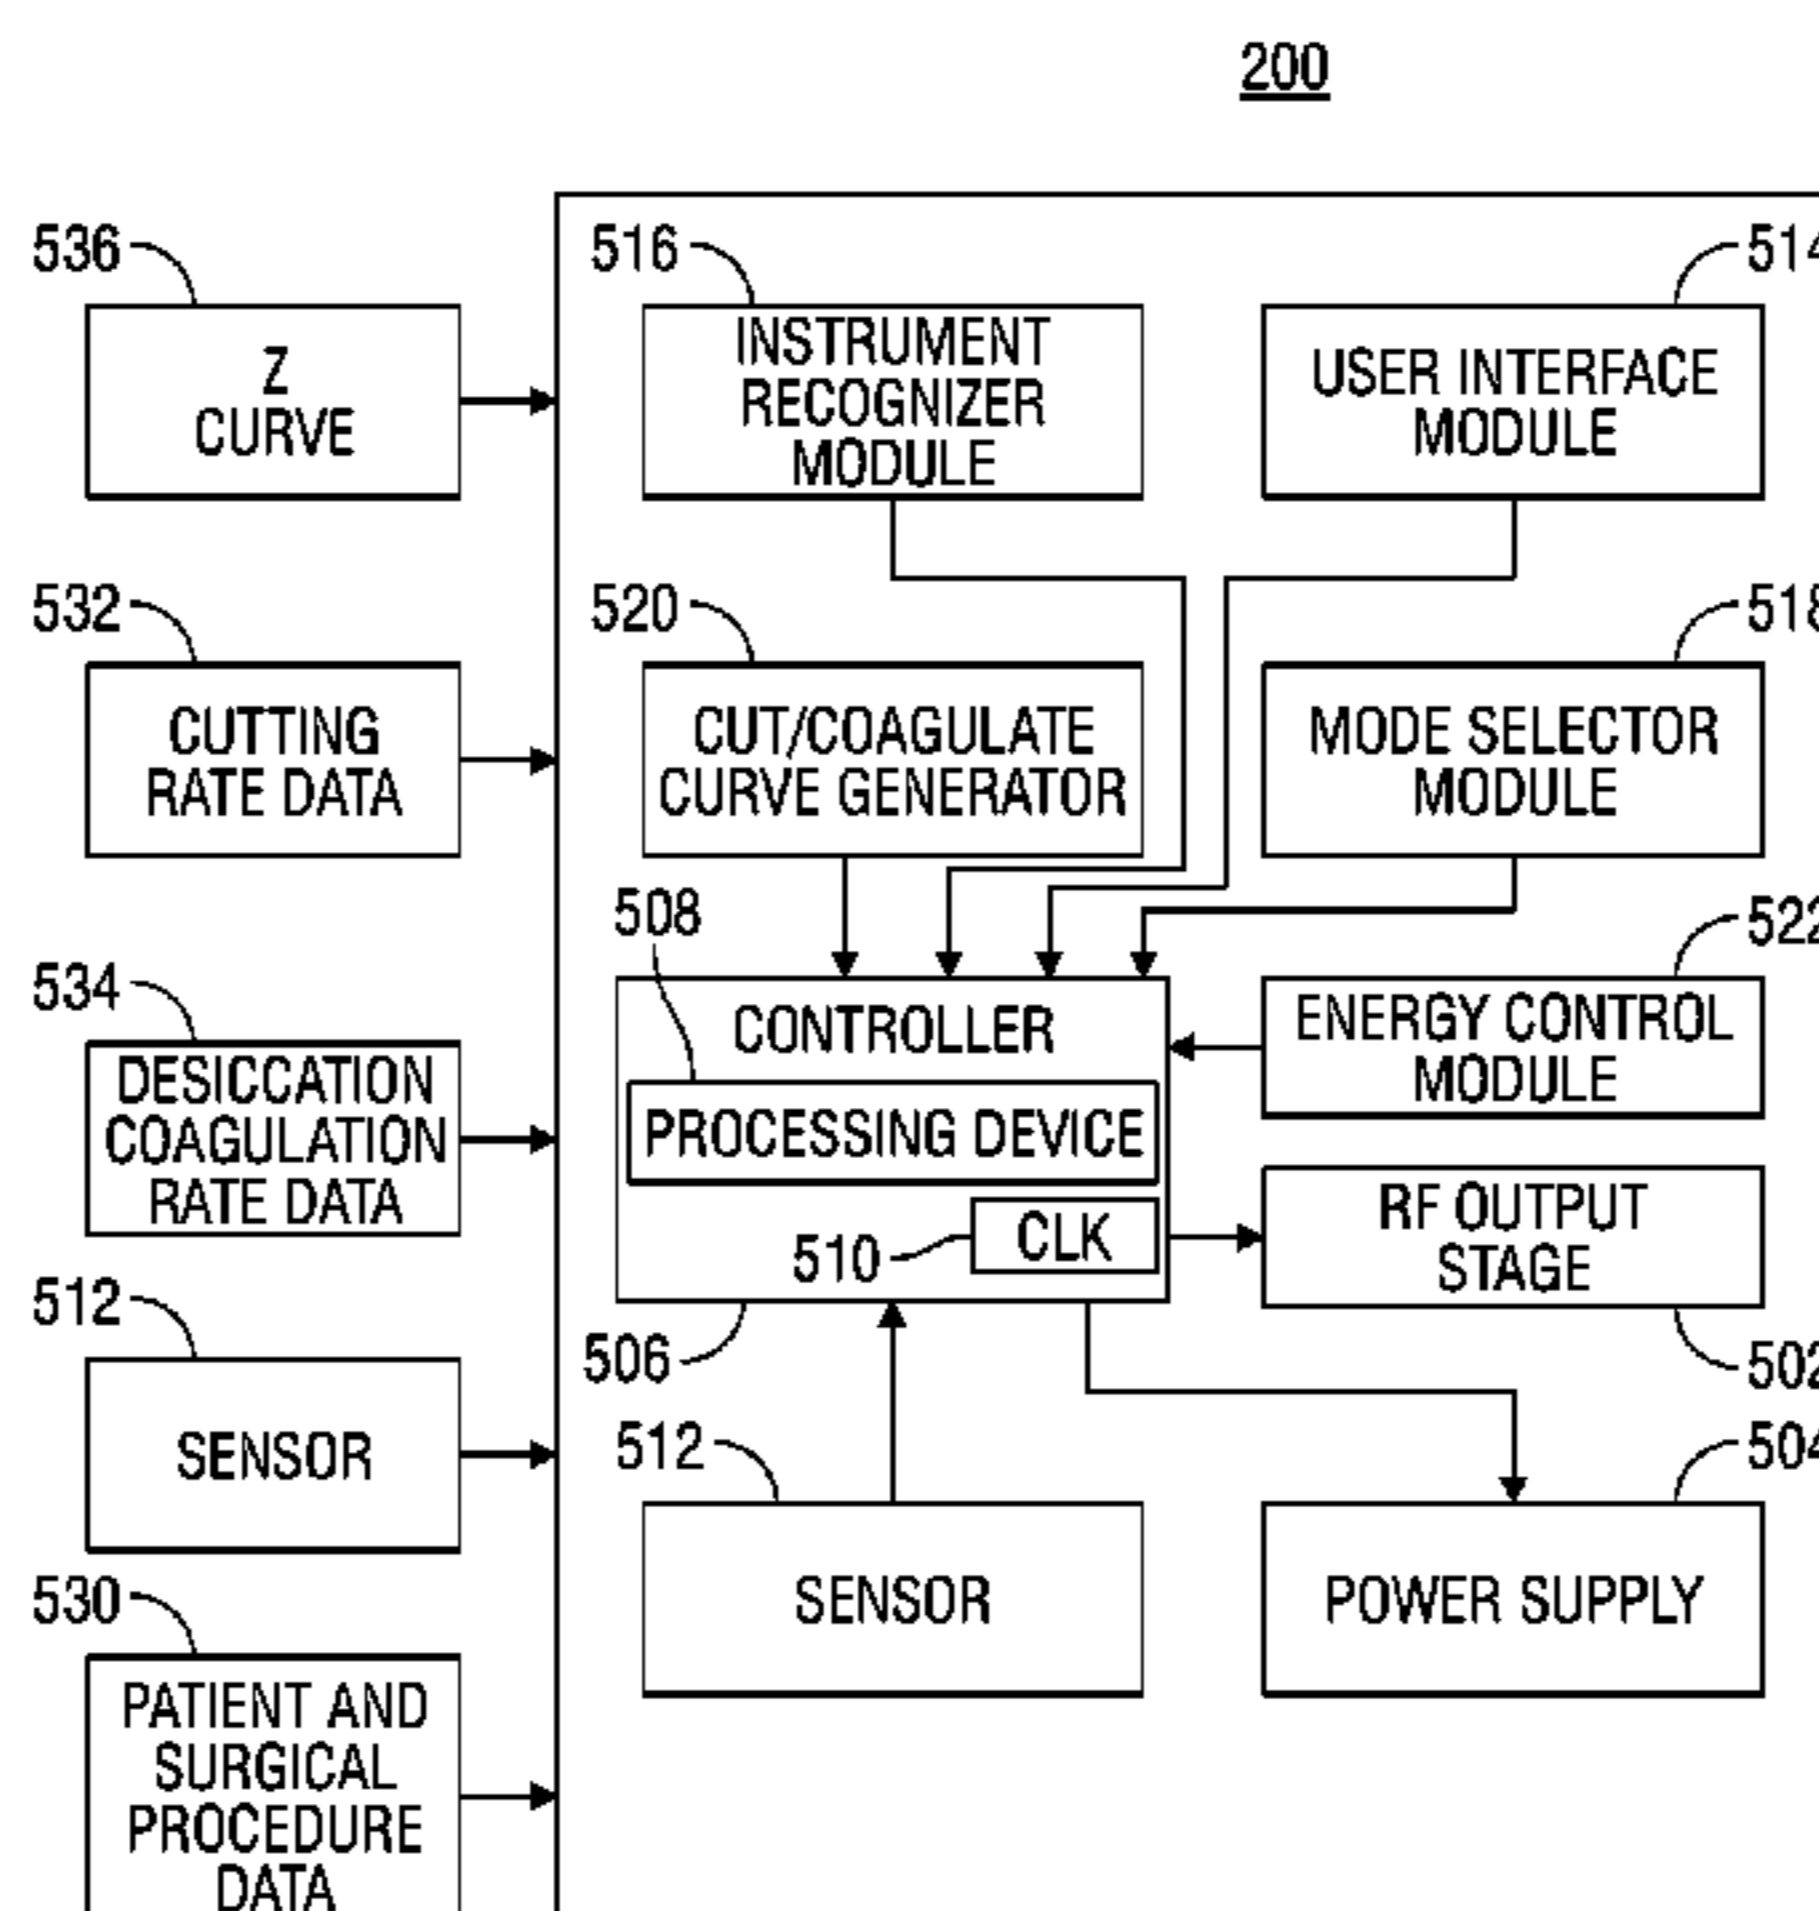 200
536
Z
CURVE
532
CUTTING
RATE DATA
534
DESICCATION
COAGULATION
RATE DATA
512
SENSOR
530
PATIENT AND
SURGICAL
PROCEDURE
DATA
516
INSTRUMENT
RECOGNIZER
MODULE
514
USER INTERFACE
MODULE
520
CUT/COAGULATE
CURVE GENERATOR
518
MODE SELECTOR
MODULE
508
CONTROLLER
PROCESSING DEVICE
510
CLK
506
522
ENERGY CONTROL
MODULE
RF OUTPUT
STAGE
502
512
SENSOR
504
POWER SUPPLY